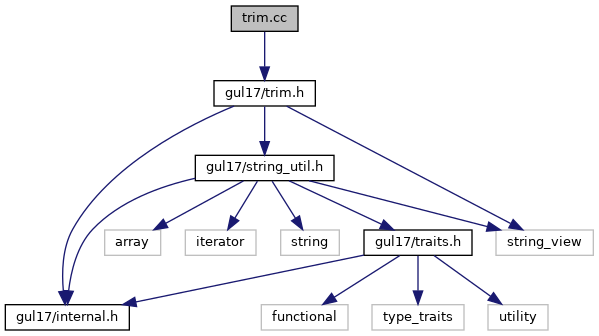 trim.cc
gul17/trim.h
gul17/string_util.h
array
iterator
string
gul17/traits.h
string_view
gul17/internal.h
functional
type_traits
utility